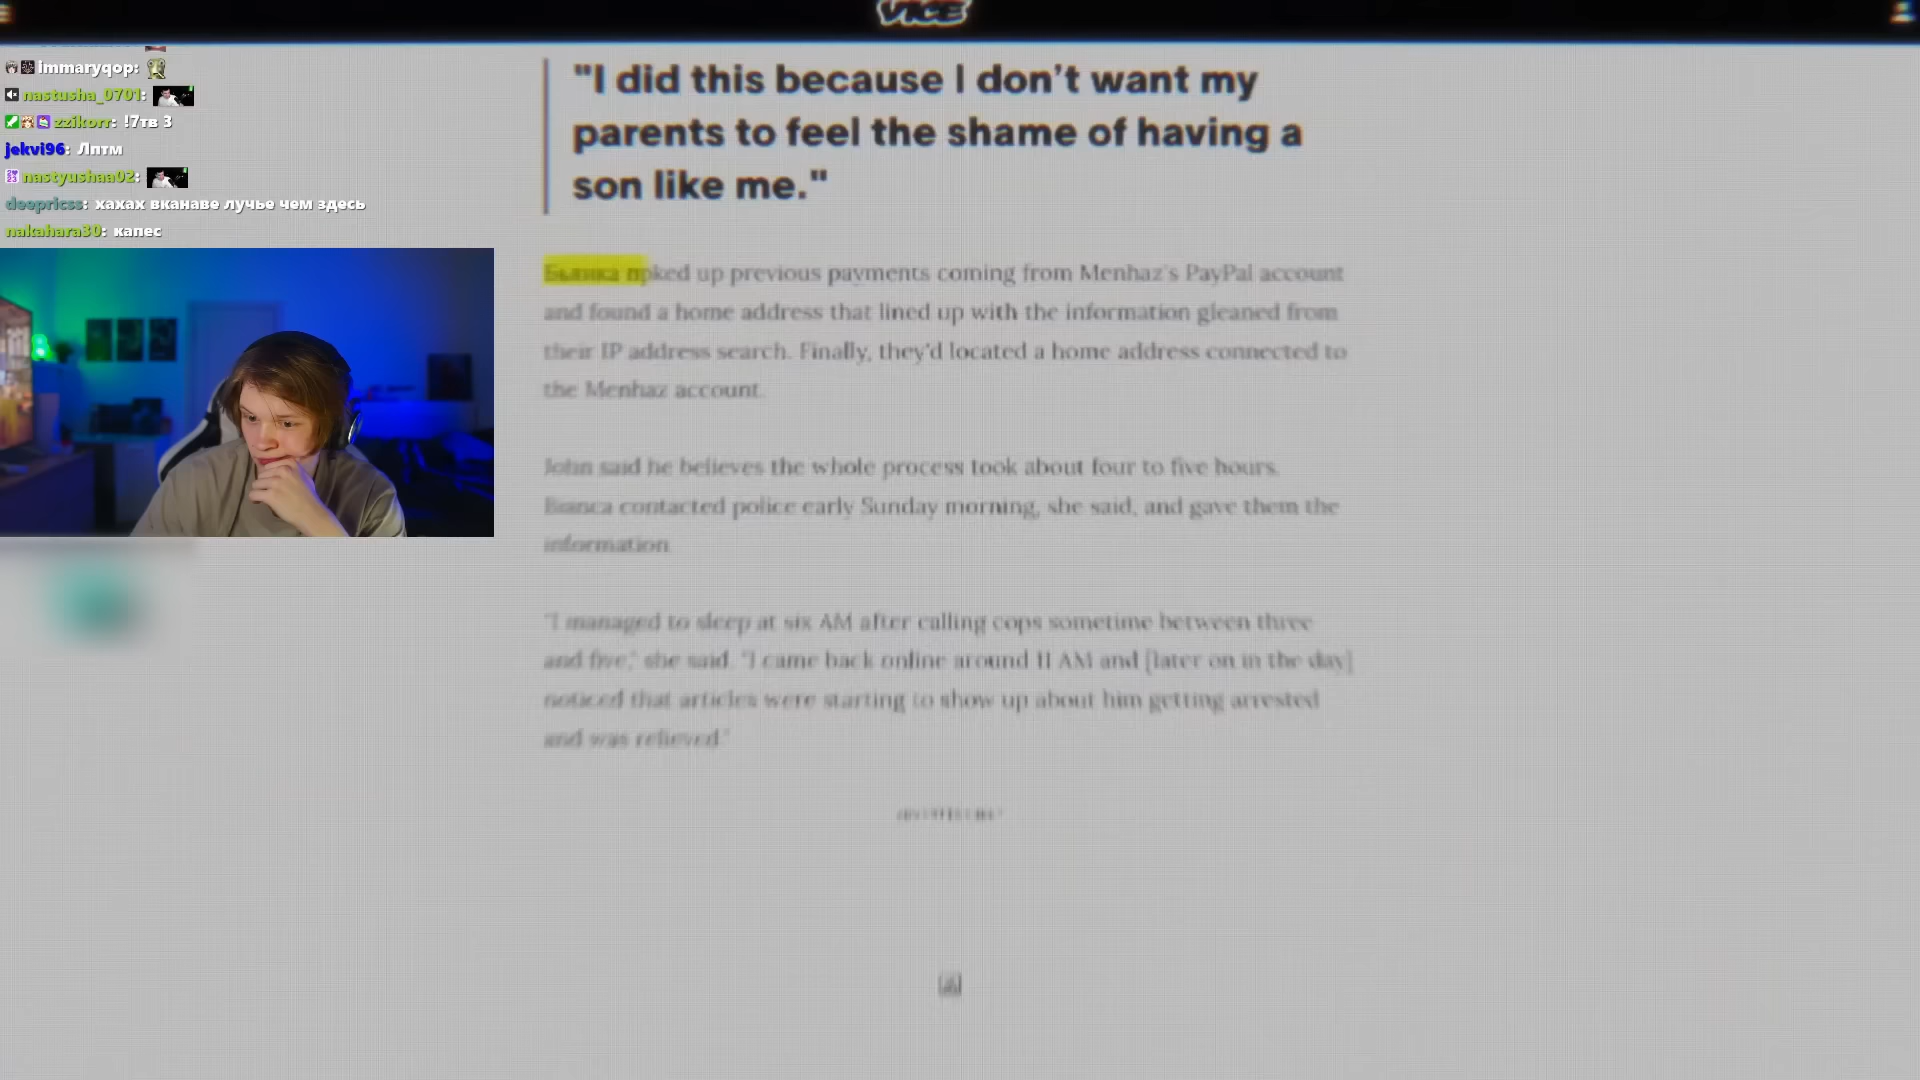 VICE
immaryqop:
nastusha_0701:
zzikorr: !7тв 3
jekvi96: Лптм
nastyushaa02:
deepricss: хахах вканаве лучье чем здесь
nakahara30: капес
"I did this because I don't want my
parents to feel the shame of having a
son like me."
Бьянка пked up previous payments coming from Menhaz's PayPal account
and found a home address that lined up with the information gleaned from
their IP address search. Finally, they'd located a home address connected to
the Menhaz account.
John said he believes the whole process took about four to five hours.
Bianca contacted police early Sunday morning, she said, and gave them the
information.
"I managed to sleep at six AM after calling cops sometime between three
and five," she said. "I came back online around 11 AM and [later on in the day]
noticed that articles were starting to show up about him getting arrested
and was relieved."